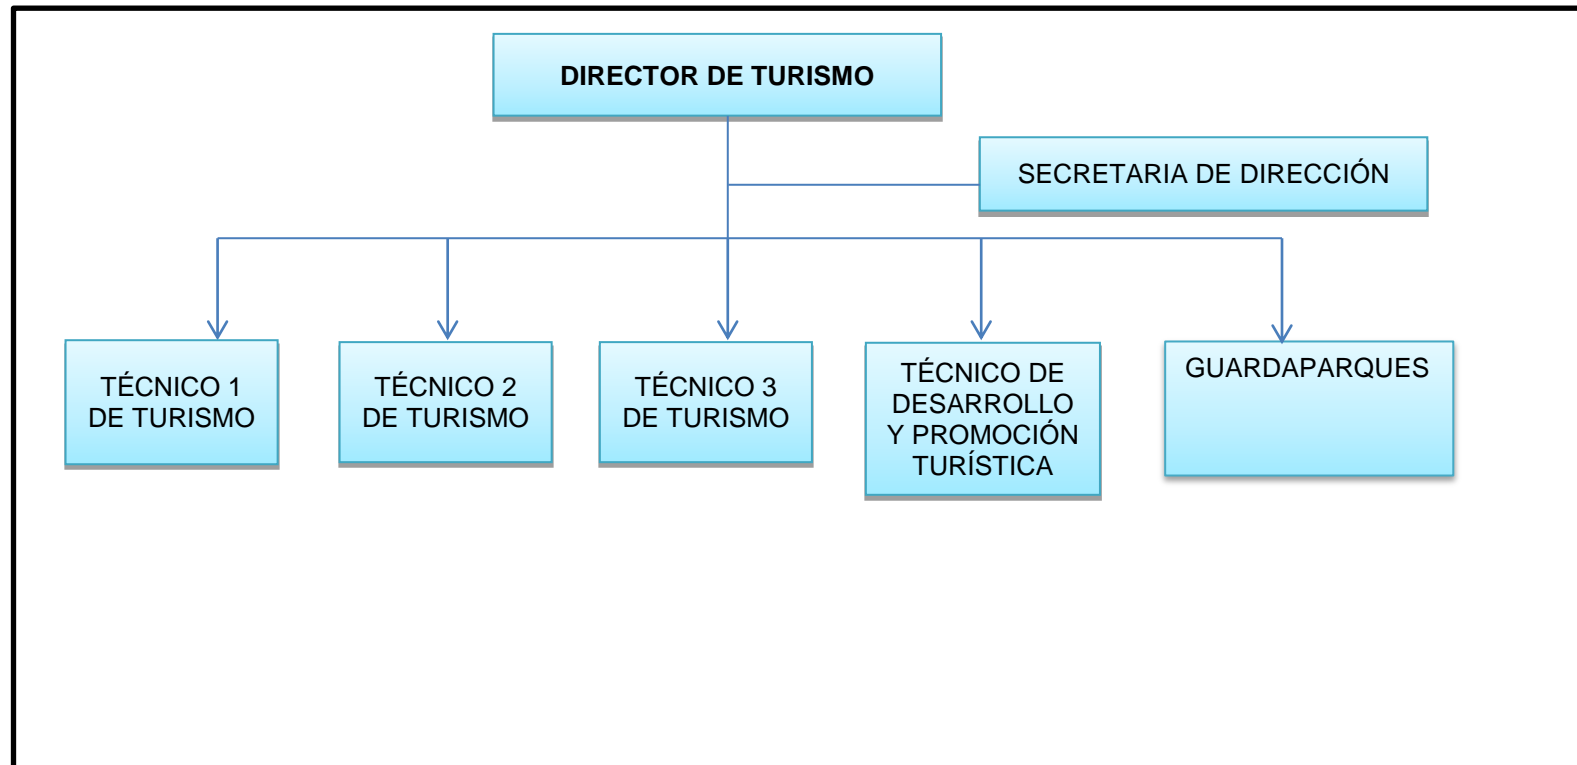 DIRECTOR DE TURISMO
SECRETARIA DE DIRECCIÓN
TÉCNICO 1
DE TURISMO
TÉCNICO 2
DE TURISMO
TÉCNICO 3
DE TURISMO
TÉCNICO DE
DESARROLLO
Y PROMOCIÓN
TURÍSTICA
GUARDAPARQUES